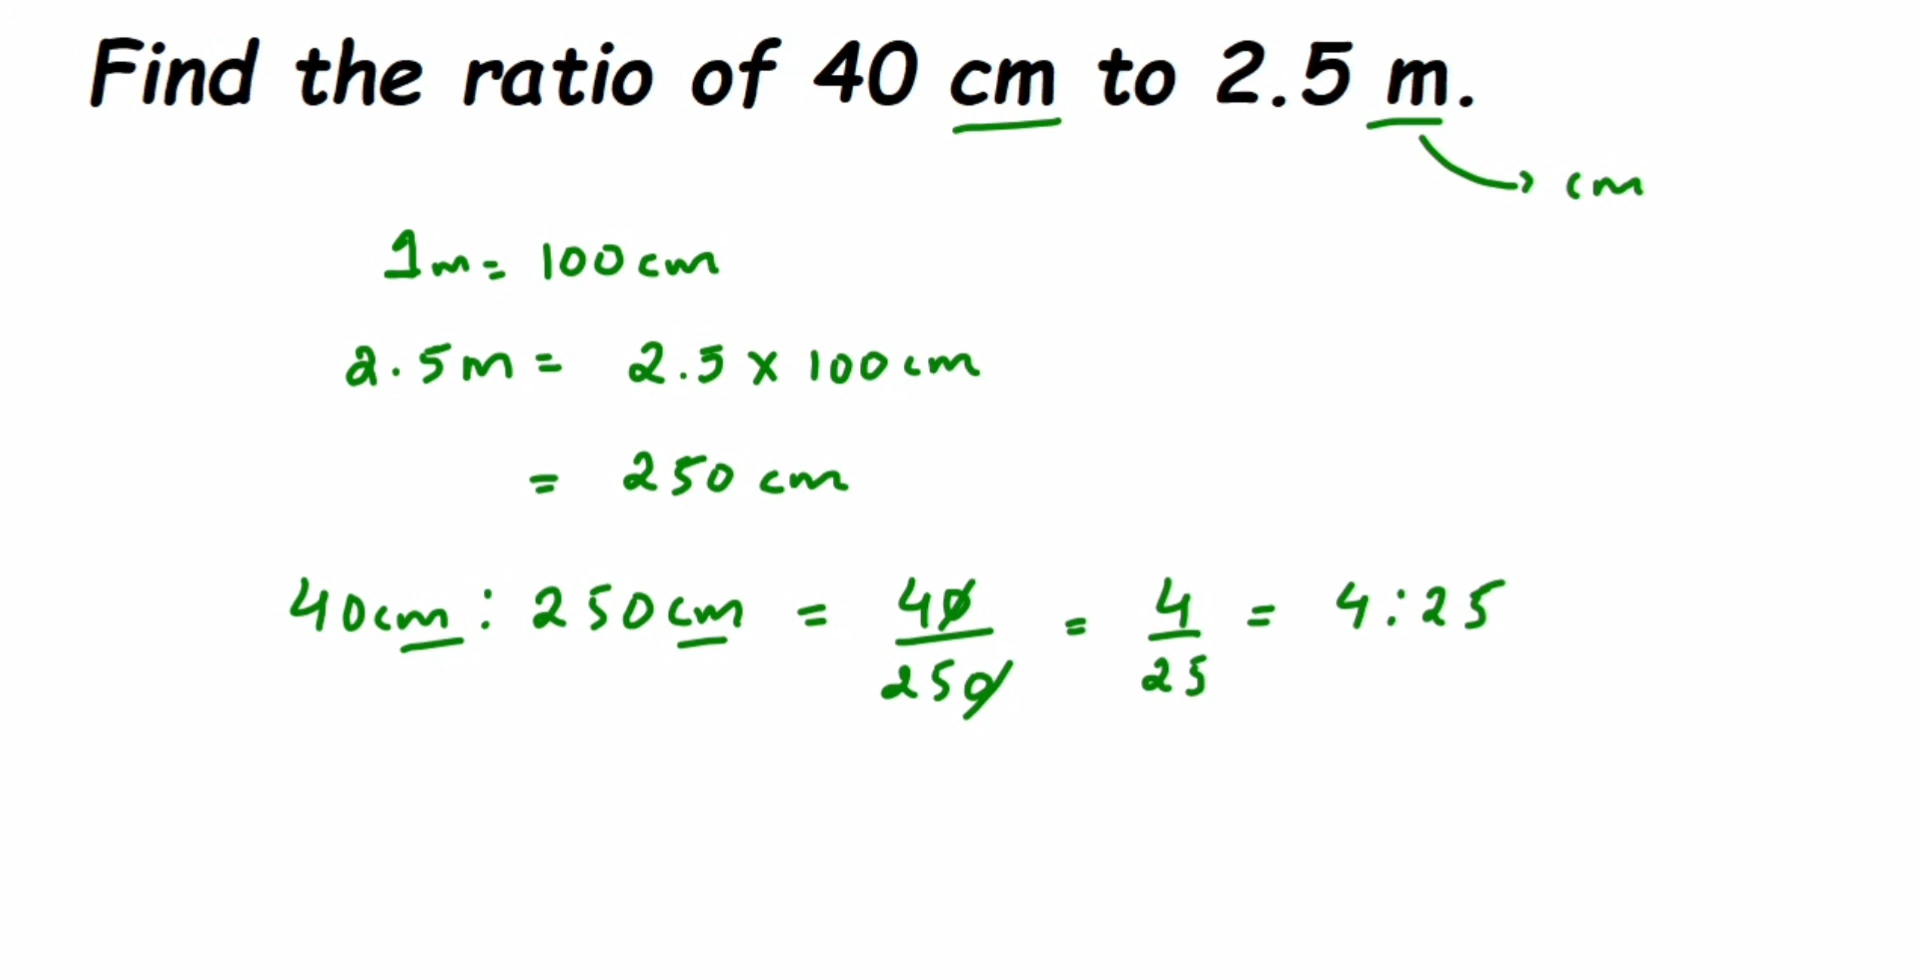 Find the ratio of 40 cm to 2.5 m.
→ cm
1m = 100cm
2.5m = 2.5 x 100cm
= 250 cm
40cm : 250cm = 40/250 = 4/25 = 4:25